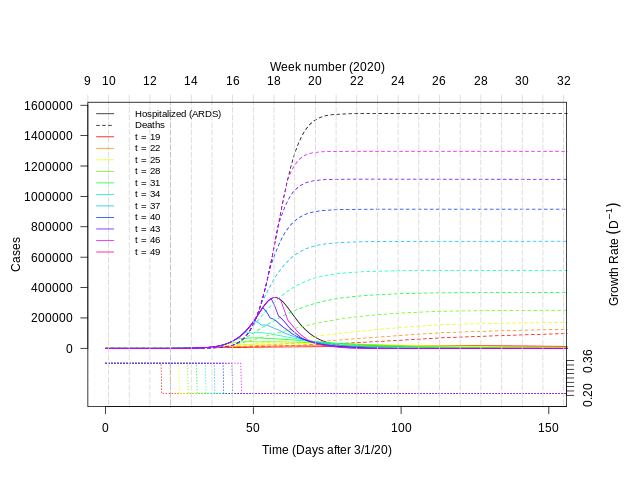 Week number (2020)
9 10 12 14 16 18 20 22 24 26 28 30 32
1600000
1400000
1200000
1000000
800000
600000
400000
200000
0
Cases
Hospitalized (ARDS)
Deaths
t = 19
t = 22
t = 25
t = 28
t = 31
t = 34
t = 37
t = 40
t = 43
t = 46
t = 49
Growth Rate (D⁻¹)
0.36
0.20
0 50 100 150
Time (Days after 3/1/20)